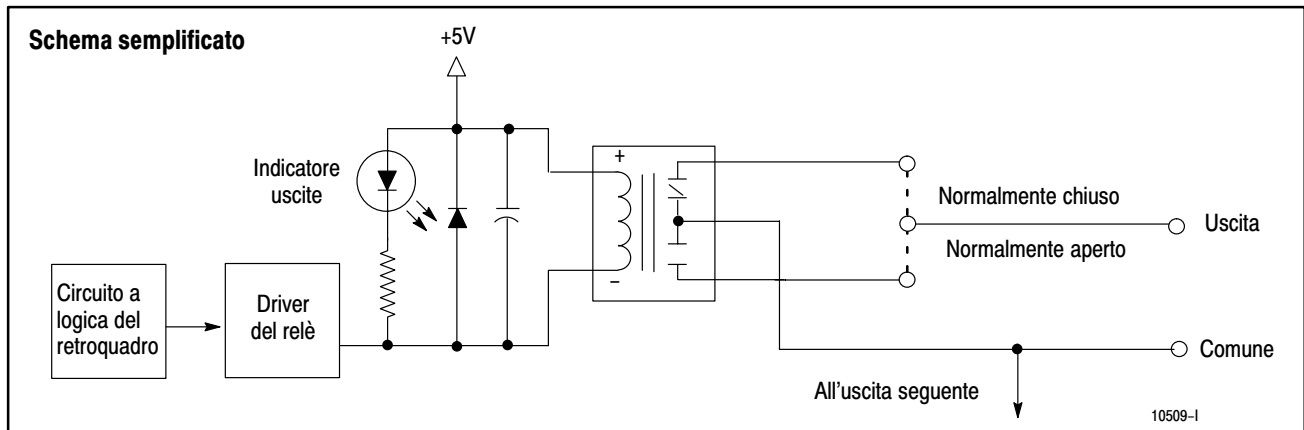 Schema semplificato
+5V
Indicatore
uscite
+
Normalmente chiuso
Uscita
Normalmente aperto
–
Circuito a
logica del
retroquadro
Driver
del relè
Comune
All'uscita seguente
10509–I